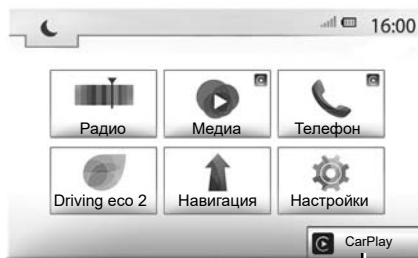 16:00
Радио
Медиа
Телефон
Driving eco 2
Навигация
Настройки
CarPlay